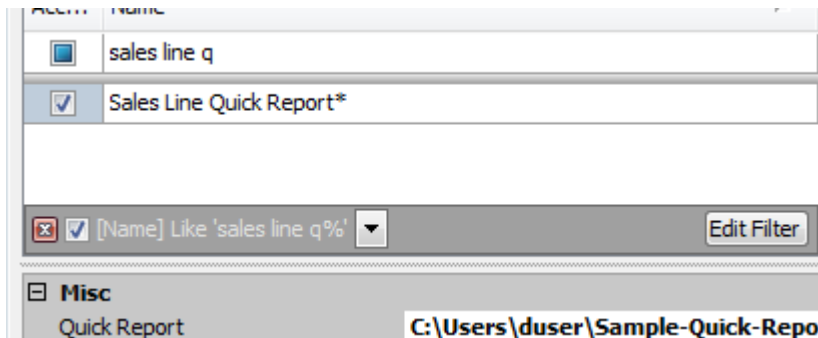 Name
sales line q
Sales Line Quick Report*
[Name] Like 'sales line q%'
Edit Filter
Misc
Quick Report C:\Users\duser\Sample-Quick-Repo